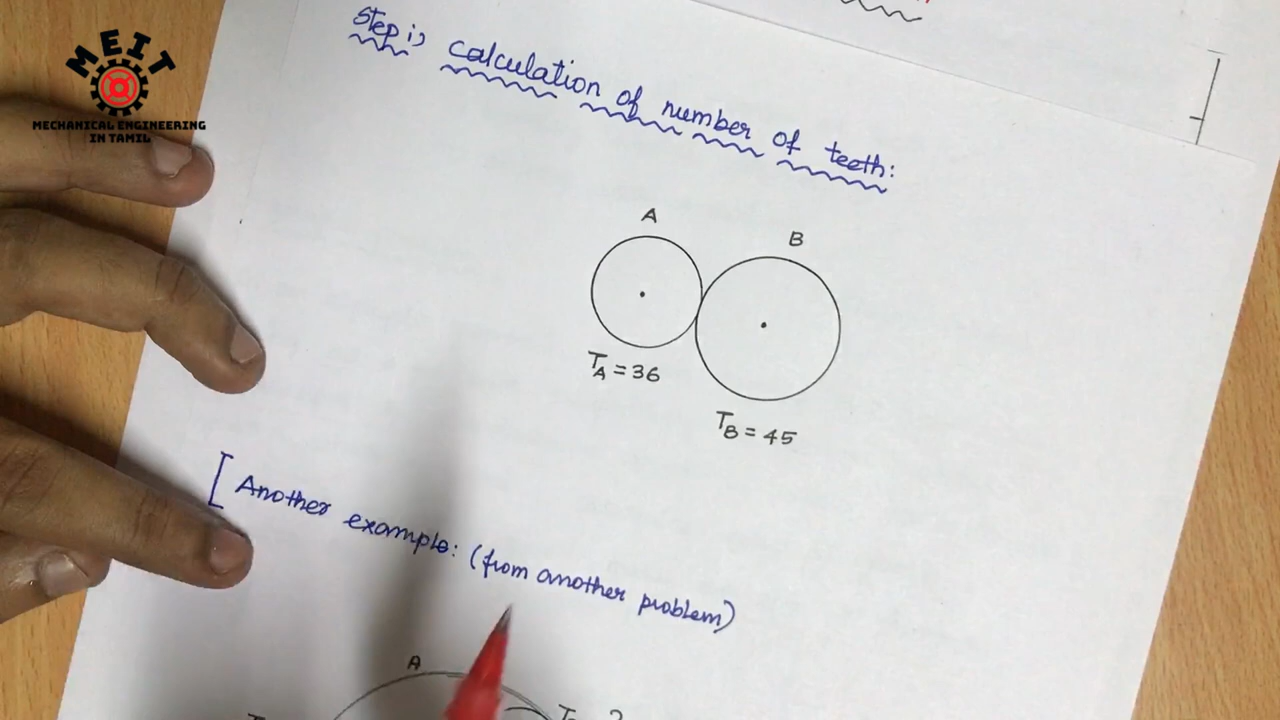 MEIT
MECHANICAL ENGINEERING
IN TAMIL
Step i) calculation of number of teeth:
A
B
TA = 36
TB = 45
[Another example: (from another problem)
A